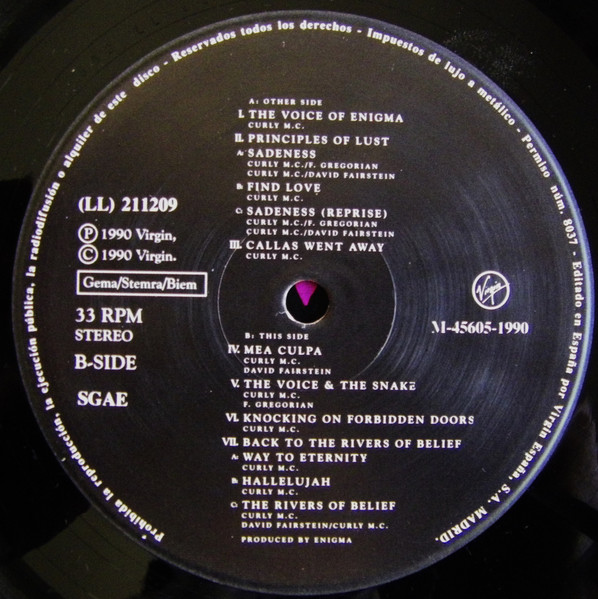 Prohibida la reproducción, la ejecución pública, la radiodifusión o alquiler de este disco - Reservados todos los derechos - Impuestos de lujo a metálico - Permiso núm. 8037 - Editado en España por Virgin España, S.A. MADRID.
A: OTHER SIDE
I. THE VOICE OF ENIGMA
CURLY M.C.
II. PRINCIPLES OF LUST
A: SADENESS
CURLY M.C./F. GREGORIAN
CURLY M.C./DAVID FAIRSTEIN
B: FIND LOVE
CURLY M.C.
C: SADENESS (REPRISE)
CURLY M.C./F. GREGORIAN
CURLY M.C./DAVID FAIRSTEIN
III. CALLAS WENT AWAY
CURLY M.C.
(LL) 211209
Ⓟ 1990 Virgin,
© 1990 Virgin.
Gema/Stemra/Biem
33 RPM
STEREO
B-SIDE
SGAE
Virgin
M-45605-1990
B: THIS SIDE
IV. MEA CULPA
CURLY M.C.
DAVID FAIRSTEIN
V. THE VOICE & THE SNAKE
CURLY M.C.
F. GREGORIAN
VI. KNOCKING ON FORBIDDEN DOORS
CURLY M.C.
VII. BACK TO THE RIVERS OF BELIEF
A: WAY TO ETERNITY
CURLY M.C.
B: HALLELUJAH
CURLY M.C.
C: THE RIVERS OF BELIEF
CURLY M.C.
DAVID FAIRSTEIN/CURLY M.C.
PRODUCED BY ENIGMA